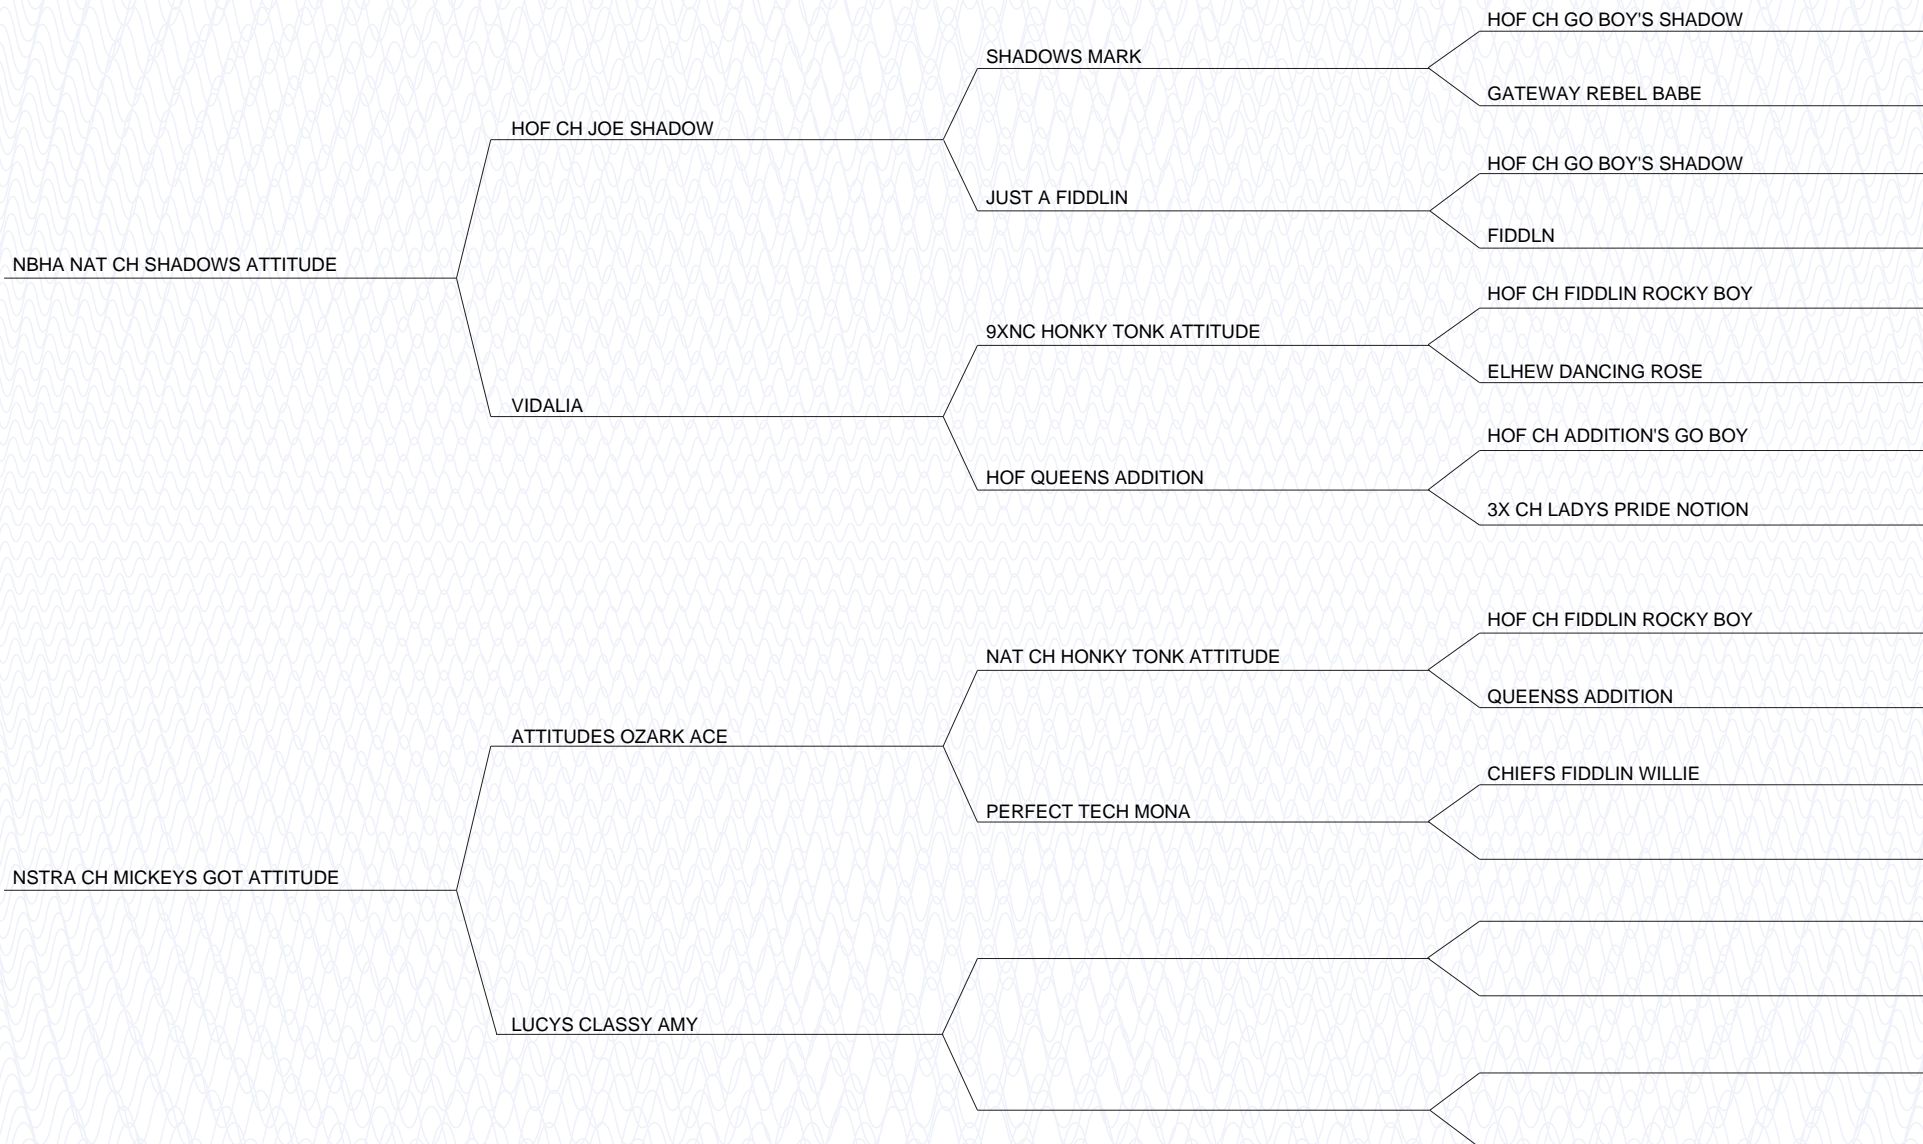 HOF CH GO BOY'S SHADOW
SHADOWS MARK
GATEWAY REBEL BABE
HOF CH JOE SHADOW
HOF CH GO BOY'S SHADOW
JUST A FIDDLIN
FIDDLN
NBHA NAT CH SHADOWS ATTITUDE
HOF CH FIDDLIN ROCKY BOY
9XNC HONKY TONK ATTITUDE
ELHEW DANCING ROSE
VIDALIA
HOF CH ADDITION'S GO BOY
HOF QUEENS ADDITION
3X CH LADYS PRIDE NOTION
HOF CH FIDDLIN ROCKY BOY
NAT CH HONKY TONK ATTITUDE
QUEENSS ADDITION
ATTITUDES OZARK ACE
CHIEFS FIDDLIN WILLIE
PERFECT TECH MONA
NSTRA CH MICKEYS GOT ATTITUDE
LUCYS CLASSY AMY